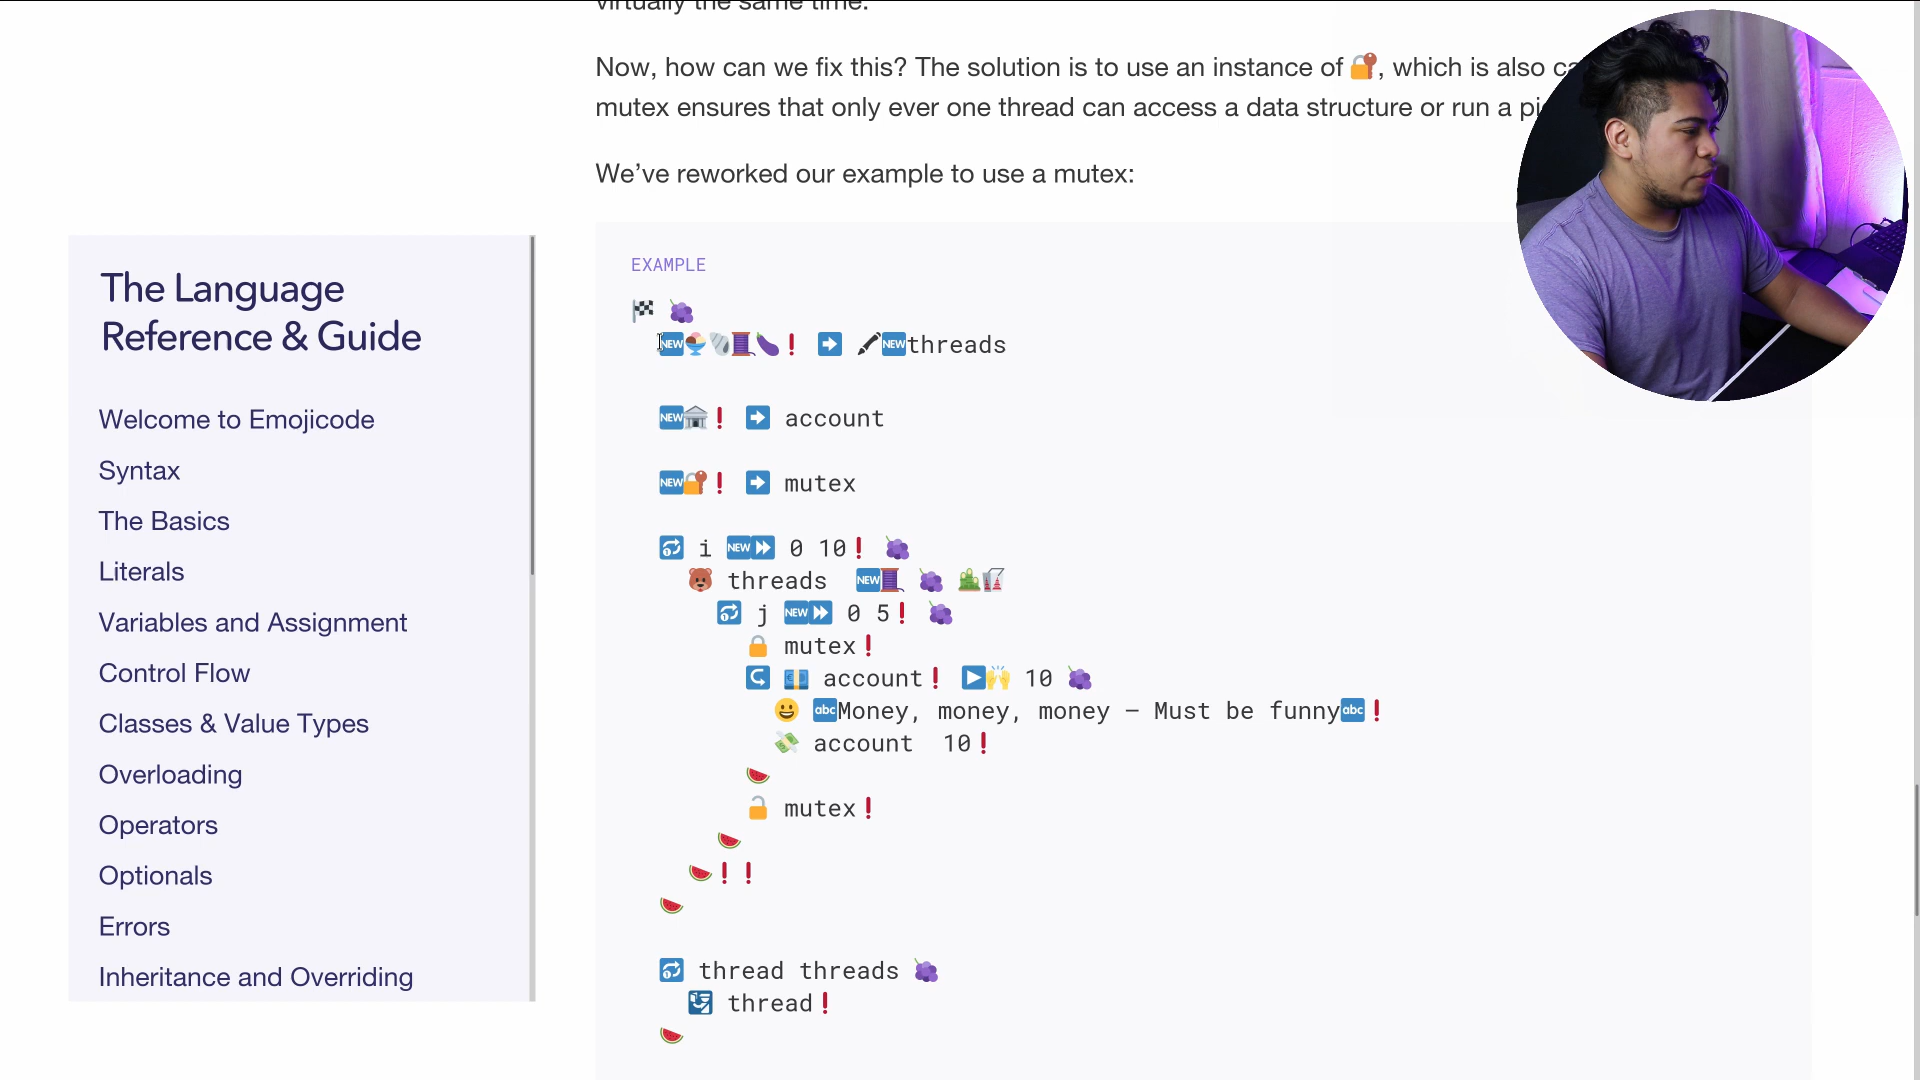 virtually the same time.
Now, how can we fix this? The solution is to use an instance of 🔐, which is also
mutex ensures that only ever one thread can access a data structure or run a
We’ve reworked our example to use a mutex:
The Language
Reference & Guide
Welcome to Emojicode
Syntax
The Basics
Literals
Variables and Assignment
Control Flow
Classes & Value Types
Overloading
Operators
Optionals
Errors
Inheritance and Overriding
EXAMPLE
🏁 🍇
🆕🍨🐚🧵🍆❗ ➡️ 🖍🆕threads
🆕🏛❗ ➡️ account
🆕🔐❗ ➡️ mutex
🔂 i 🆕⏩ 0 10❗ 🍇
🐻 threads 🆕🧵 🍇 🎍🥡
🔂 j 🆕⏩ 0 5❗ 🍇
🔒 mutex❗
↪️ 💶 account❗ ▶️🙌 10 🍇
😀 🔤Money, money, money – Must be funny🔤❗
💸 account 10❗
🍉
🔓 mutex❗
🍉
🍉❗❗
🍉
🔂 thread threads 🍇
🛂 thread❗
🍉